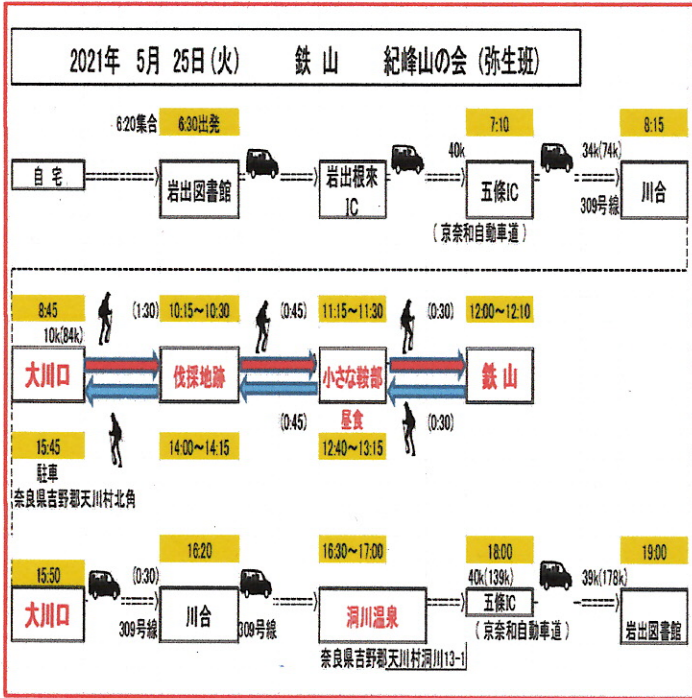 2021年 5月 25日(火) 鉄 山 紀峰山の会 (弥生班)
6:20集合 6:30出発 7:10 8:15
40k 34k(74k)
自 宅 岩出図書館 岩出根來IC 五條IC 309号線 川合
(京奈和自動車道)
8:45 (1:30) 10:15~10:30 (0:45) 11:15~11:30 (0:30) 12:00~12:10
10k(84k)
大川口 伐採地跡 小さな鞍部 鉄 山
(0:45) 昼食 (0:30)
15:45 14:00~14:15 12:40~13:15
駐車
奈良県吉野郡天川村北角
16:20 16:30~17:00 18:00 19:00
15:50 (0:30) 40k(139k) 39k(178k)
大川口 309号線 川合 309号線 洞川温泉 五條IC 岩出図書館
(京奈和自動車道)
奈良県吉野郡天川村洞川13-1